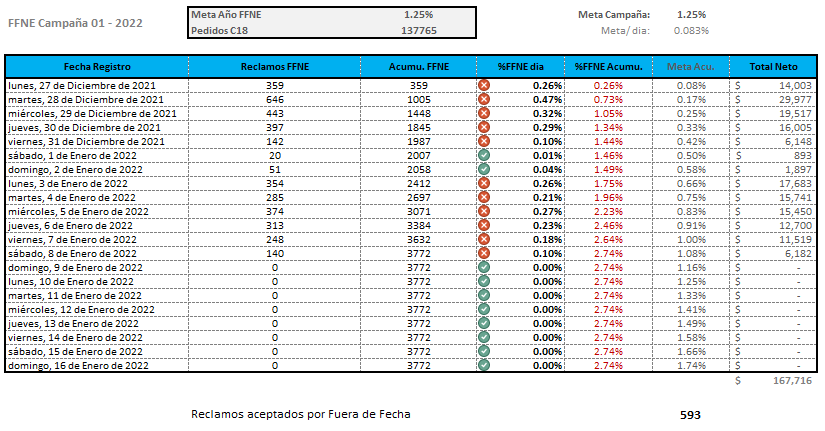 FFNE Campaña 01 - 2022
Meta Año FFNE 1.25%
Pedidos C18 137765
Meta Campaña: 1.25%
Meta/ dia: 0.083%
Fecha Registro Reclamos FFNE Acumu. FFNE %FFNE dia %FFNE Acumu. Meta Acu. Total Neto
lunes, 27 de Diciembre de 2021 359 359 0.26% 0.26% 0.08% $ 14,003
martes, 28 de Diciembre de 2021 646 1005 0.47% 0.73% 0.17% $ 29,977
miércoles, 29 de Diciembre de 2021 443 1448 0.32% 1.05% 0.25% $ 19,517
jueves, 30 de Diciembre de 2021 397 1845 0.29% 1.34% 0.33% $ 16,005
viernes, 31 de Diciembre de 2021 142 1987 0.10% 1.44% 0.42% $ 6,148
sábado, 1 de Enero de 2022 20 2007 0.01% 1.46% 0.50% $ 893
domingo, 2 de Enero de 2022 51 2058 0.04% 1.49% 0.58% $ 1,897
lunes, 3 de Enero de 2022 354 2412 0.26% 1.75% 0.66% $ 17,683
martes, 4 de Enero de 2022 285 2697 0.21% 1.96% 0.75% $ 15,741
miércoles, 5 de Enero de 2022 374 3071 0.27% 2.23% 0.83% $ 15,450
jueves, 6 de Enero de 2022 313 3384 0.23% 2.46% 0.91% $ 12,700
viernes, 7 de Enero de 2022 248 3632 0.18% 2.64% 1.00% $ 11,519
sábado, 8 de Enero de 2022 140 3772 0.10% 2.74% 1.08% $ 6,182
domingo, 9 de Enero de 2022 0 3772 0.00% 2.74% 1.16% $ -
lunes, 10 de Enero de 2022 0 3772 0.00% 2.74% 1.25% $ -
martes, 11 de Enero de 2022 0 3772 0.00% 2.74% 1.33% $ -
miércoles, 12 de Enero de 2022 0 3772 0.00% 2.74% 1.41% $ -
jueves, 13 de Enero de 2022 0 3772 0.00% 2.74% 1.49% $ -
viernes, 14 de Enero de 2022 0 3772 0.00% 2.74% 1.58% $ -
sábado, 15 de Enero de 2022 0 3772 0.00% 2.74% 1.66% $ -
domingo, 16 de Enero de 2022 0 3772 0.00% 2.74% 1.74% $ -
$ 167,716
Reclamos aceptados por Fuera de Fecha 593